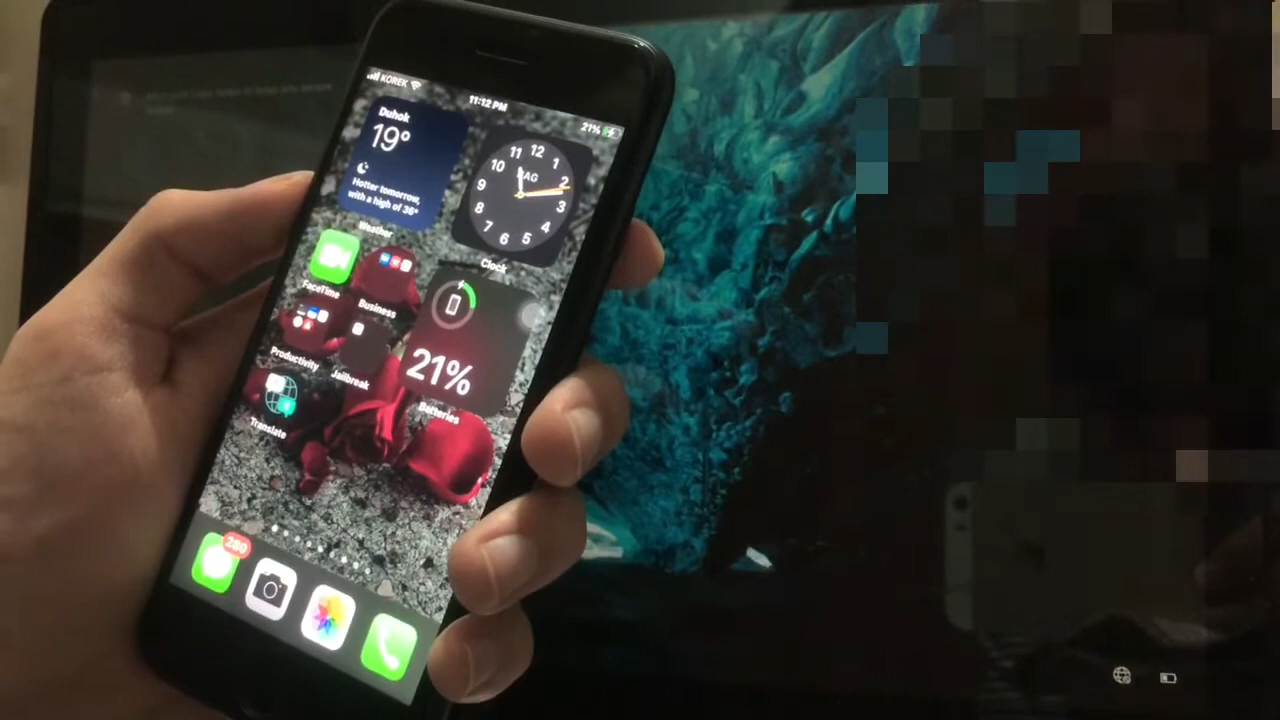 KOREK
11:12 PM
21%
Duhok
19°
Hotter tomorrow,
with a high of 36°
Weather
12
1
2
3
4
5
6
7
8
9
10
11
Clock
FaceTime
Business
Productivity
Jailbreak
21%
Batteries
Translate
280